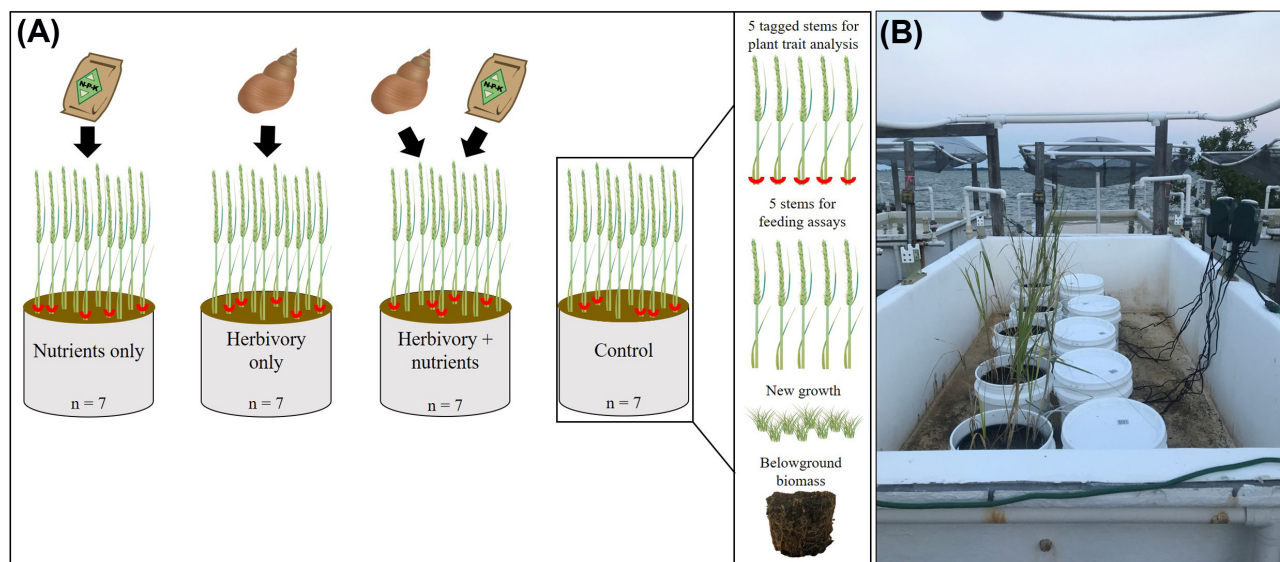 (A)
N-P-K
N-P-K
Nutrients only
n = 7
Herbivory
only
n = 7
Herbivory +
nutrients
n = 7
Control
n = 7
5 tagged stems for
plant trait analysis
5 stems for
feeding assays
New growth
Belowground
biomass
(B)